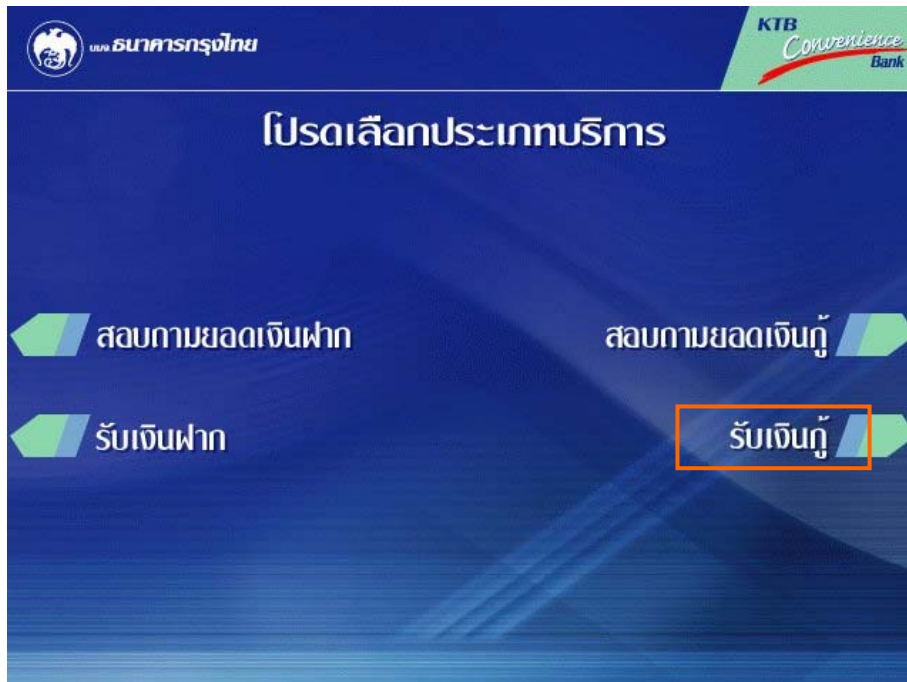 บมจ.ธนาคารกรุงไทย
KTB
Convenience
Bank
โปรดเลือกประเภทบริการ
สอบถามยอดเงินฝาก
สอบถามยอดเงินกู้
รับเงินฝาก
รับเงินกู้